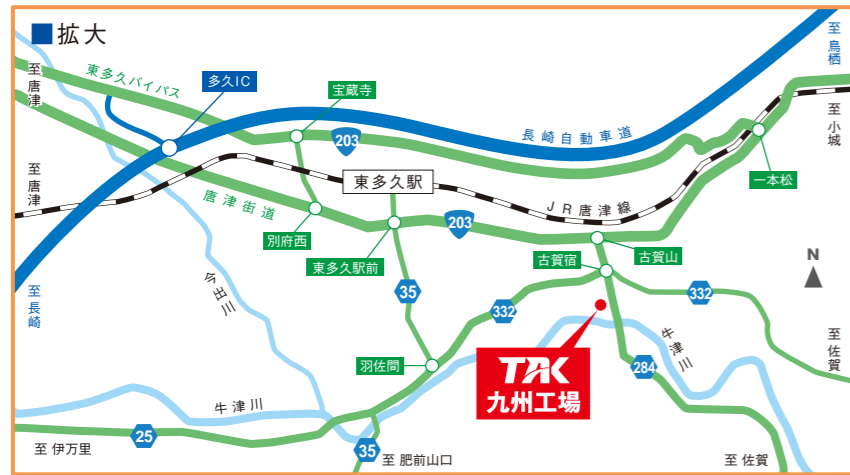 ■拡大
至鳥栖
至唐津
東多久バイパス
多久IC
宝蔵寺
203
長崎自動車道
至小城
一本松
至唐津
東多久駅
JR唐津線
唐津街道
別府西
203
東多久駅前
古賀宿
古賀山
N
今出川
35
332
332
至長崎
牛津川
至佐賀
羽佐間
TAK
九州工場
284
牛津川
25
至 伊万里
35
至 肥前山口
至 佐賀